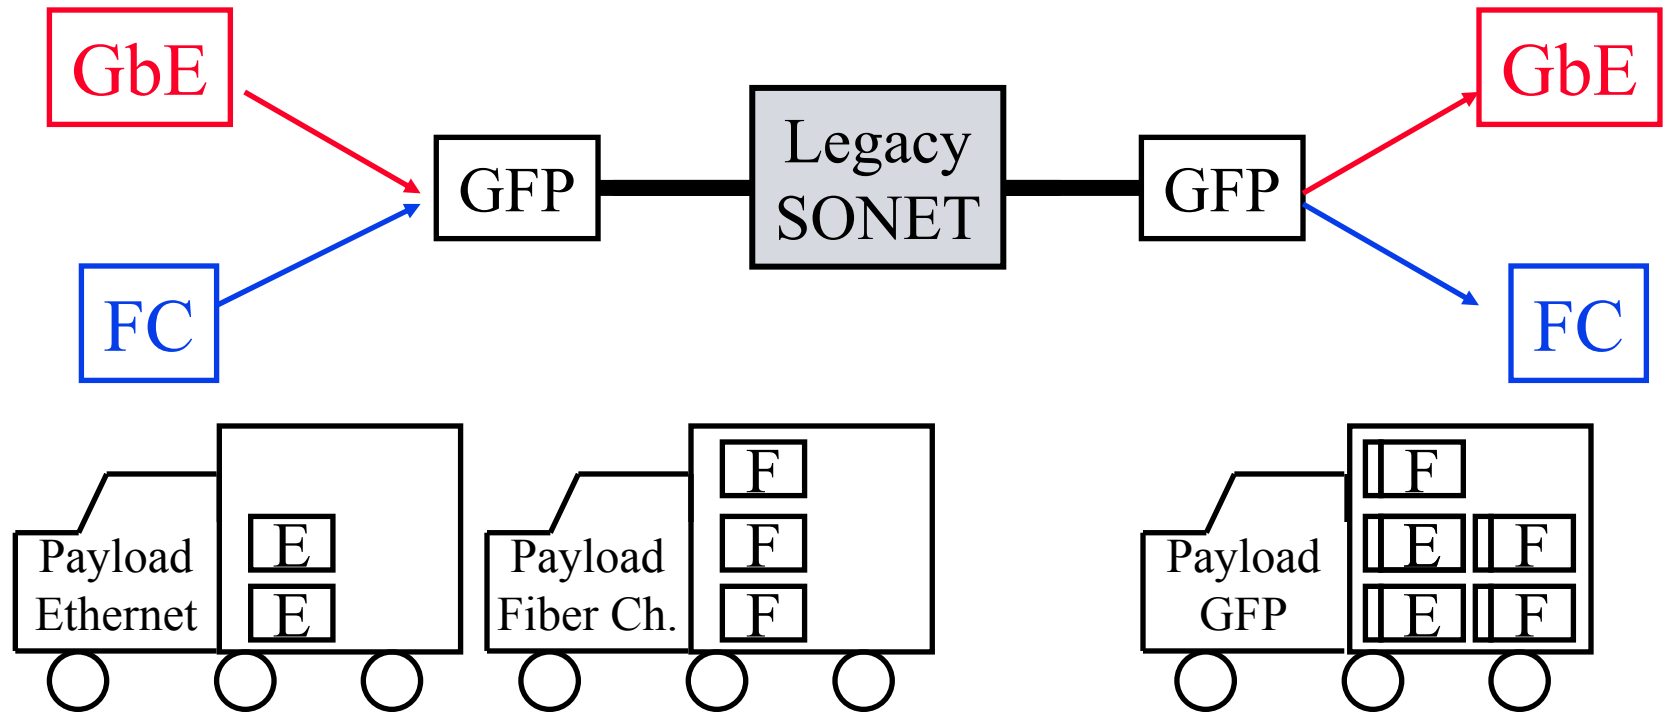 GbE
GbE
Legacy
SONET
GFP
GFP
FC
FC
Payload
Ethernet
E
E
Payload
Fiber Ch.
F
F
F
Payload
GFP
F
E F
E F